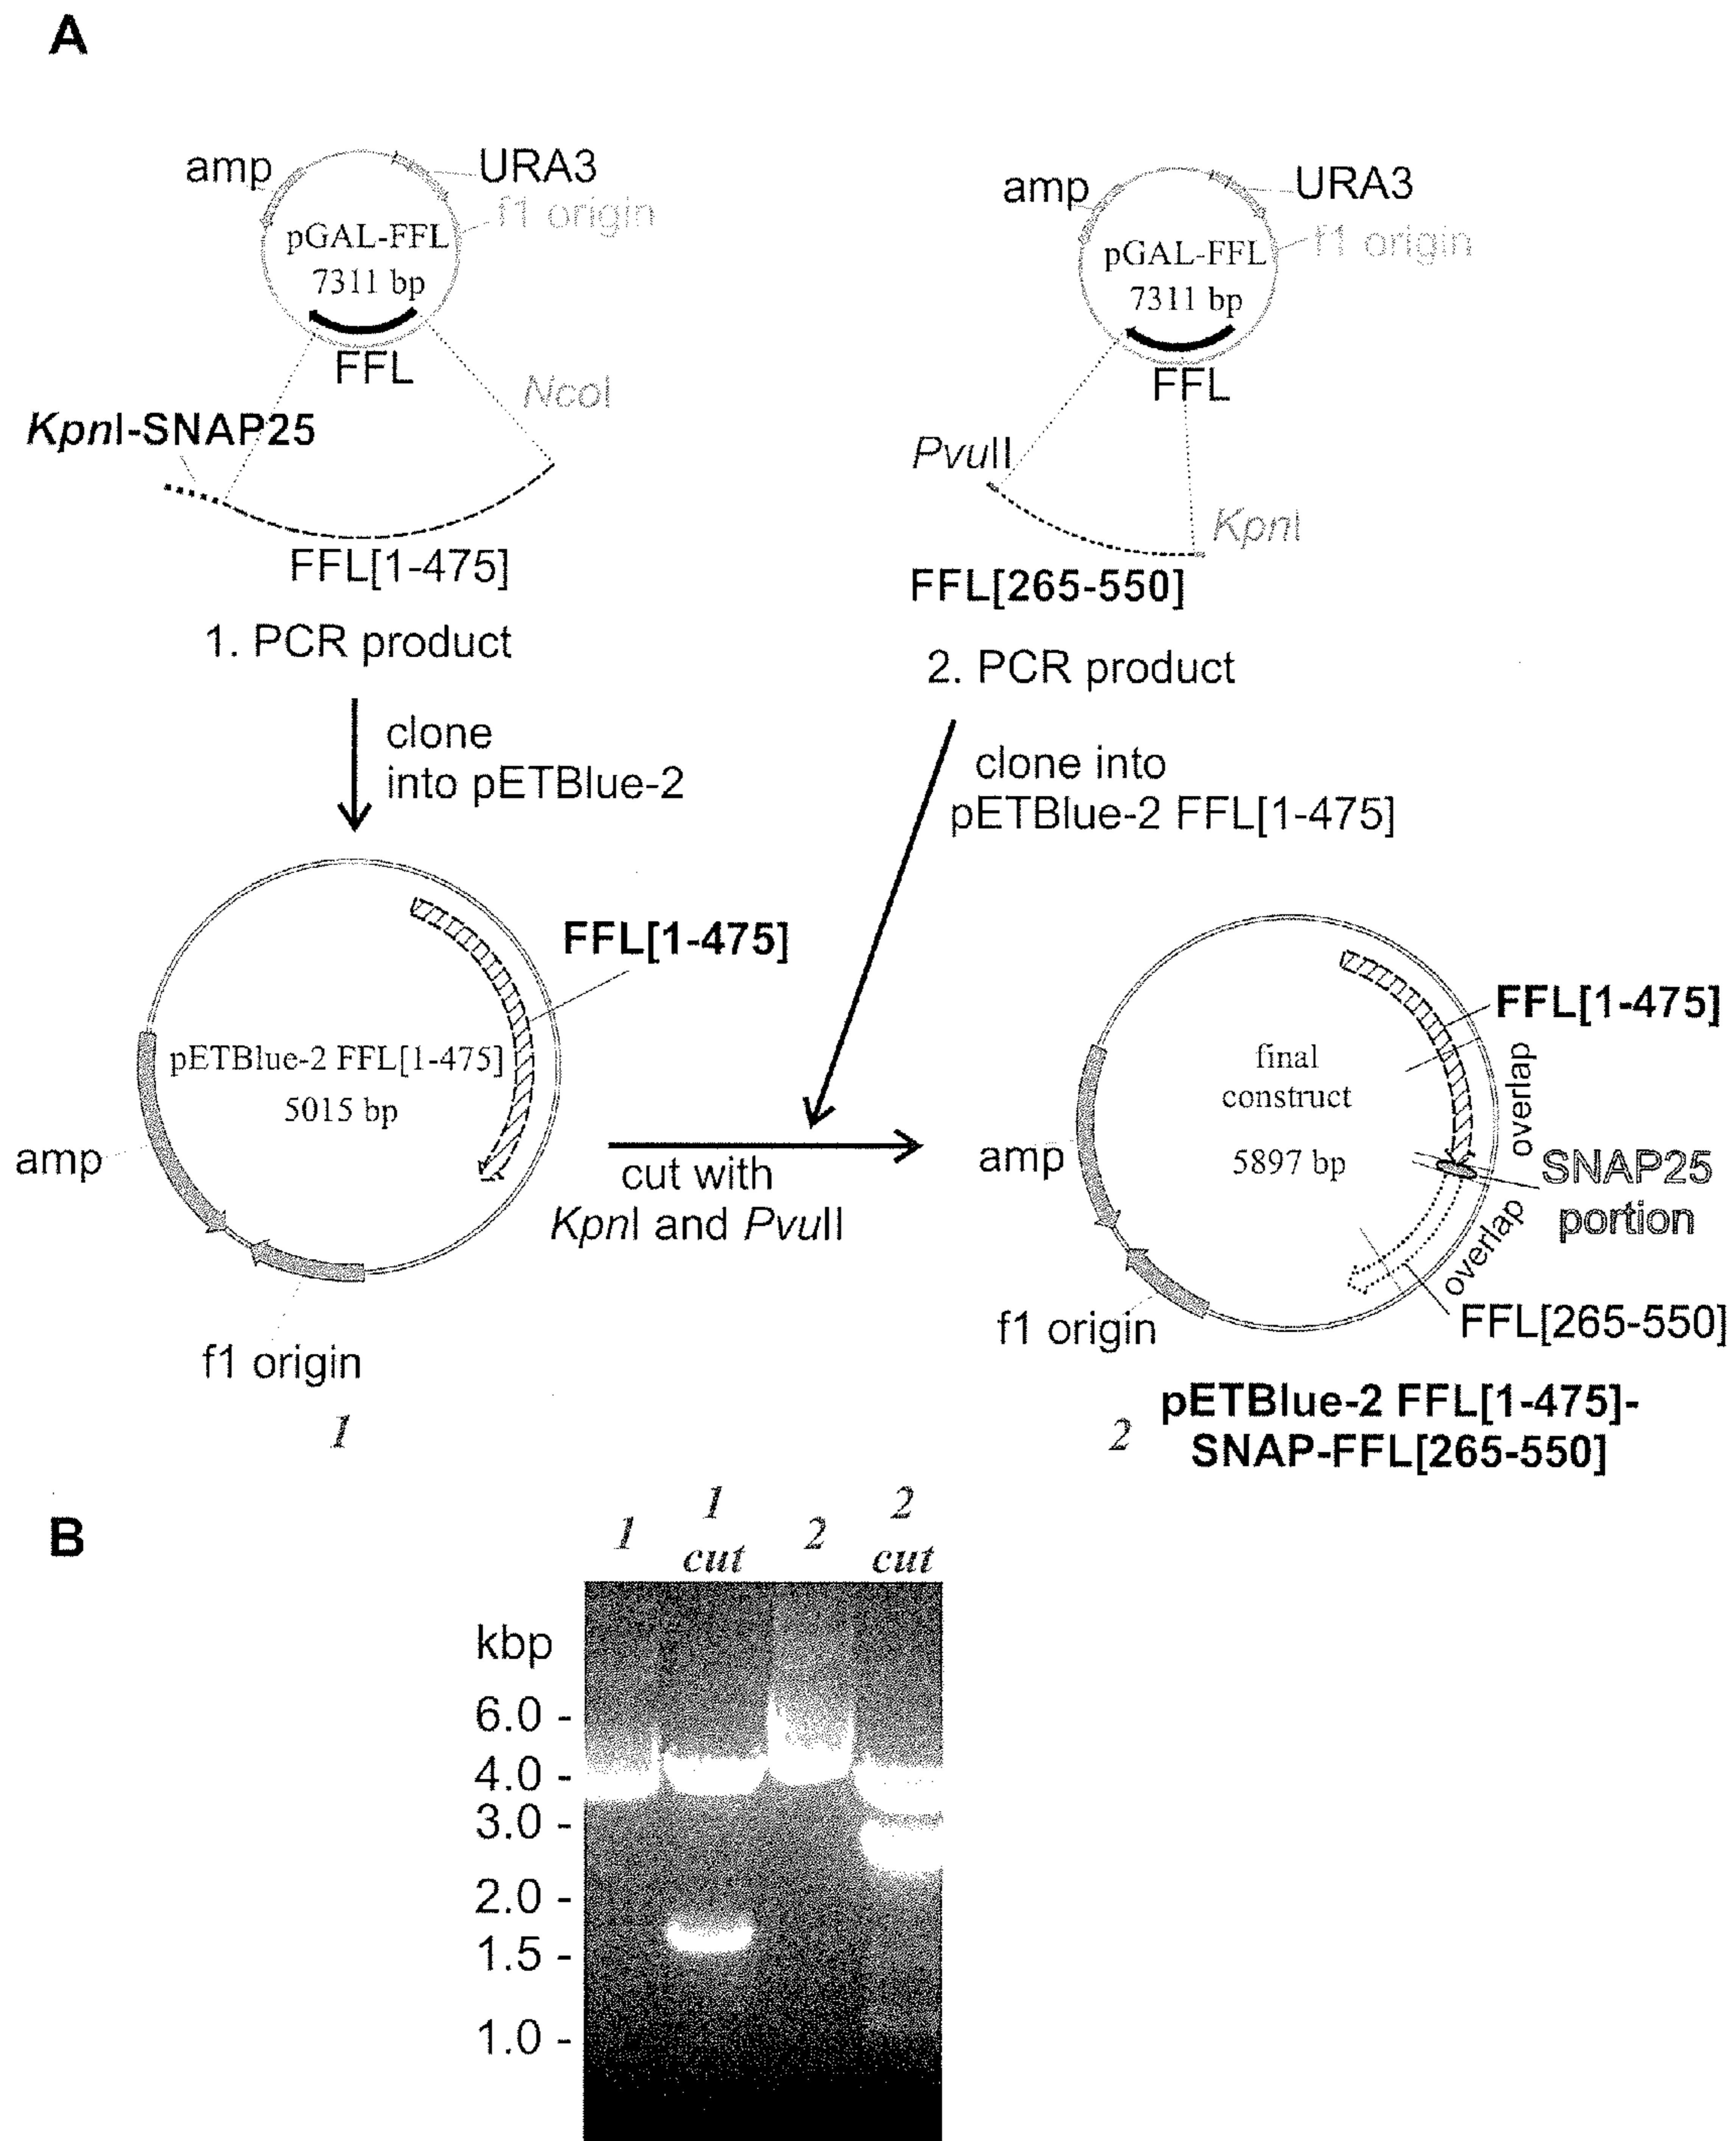 A
amp
URA3
f1 origin
pGAL-FFL
7311 bp
FFL
NcoI
KpnI-SNAP25
FFL[1-475]
1. PCR product
clone
into pETBlue-2
amp
URA3
f1 origin
pGAL-FFL
7311 bp
FFL
PvuII
KpnI
FFL[265-550]
2. PCR product
clone into
pETBlue-2 FFL[1-475]
FFL[1-475]
pETBlue-2 FFL[1-475]
5015 bp
amp
f1 origin
1
cut with
KpnI and PvuII
FFL[1-475]
final
construct
5897 bp
overlap
amp
SNAP25
portion
overlap
f1 origin
FFL[265-550]
2
pETBlue-2 FFL[1-475]-
SNAP-FFL[265-550]
B
1
1
cut
2
2
cut
kbp
6.0 -
4.0 -
3.0 -
2.0 -
1.5 -
1.0 -